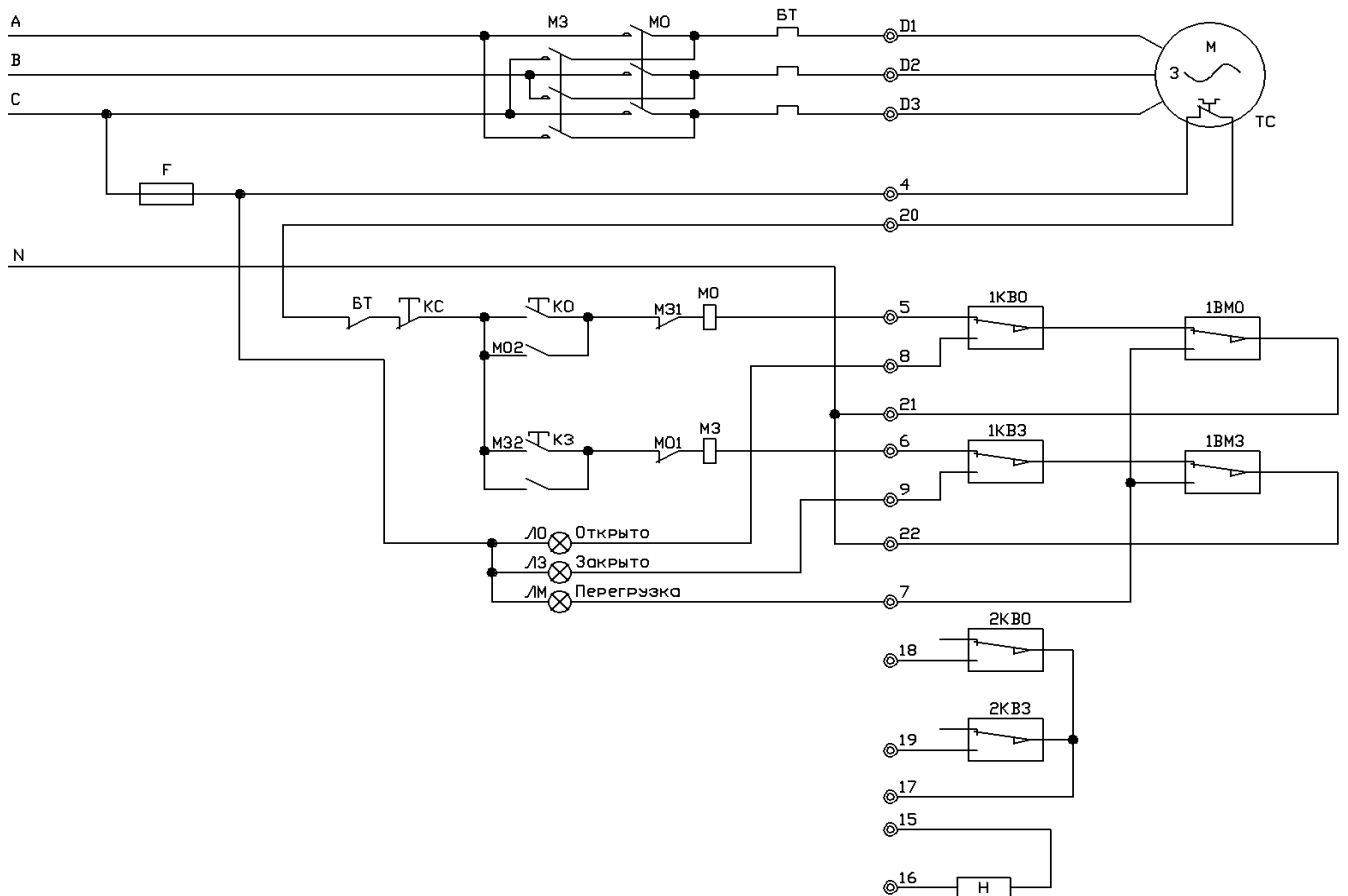 A
МЗ
МО
БТ
D1
B
D2
М
3
C
D3
ТС
F
4
20
N
БТ
КС
КО
МЗ1
МО
5
1КВО
1ВМО
МО2
8
21
МЗ2
КЗ
МО1
МЗ
6
1КВЗ
1ВМЗ
9
ЛО
Открыто
22
ЛЗ
Закрыто
ЛМ
Перегрузка
7
2КВО
18
2КВЗ
19
17
15
16
Н